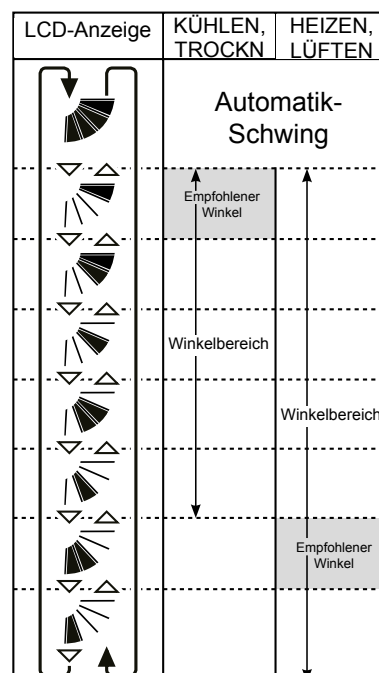 LCD-Anzeige
KÜHLEN,
TROCKN
HEIZEN,
LÜFTEN
Automatik-
Schwing
Empfohlener
Winkel
Winkelbereich
Winkelbereich
Empfohlener
Winkel